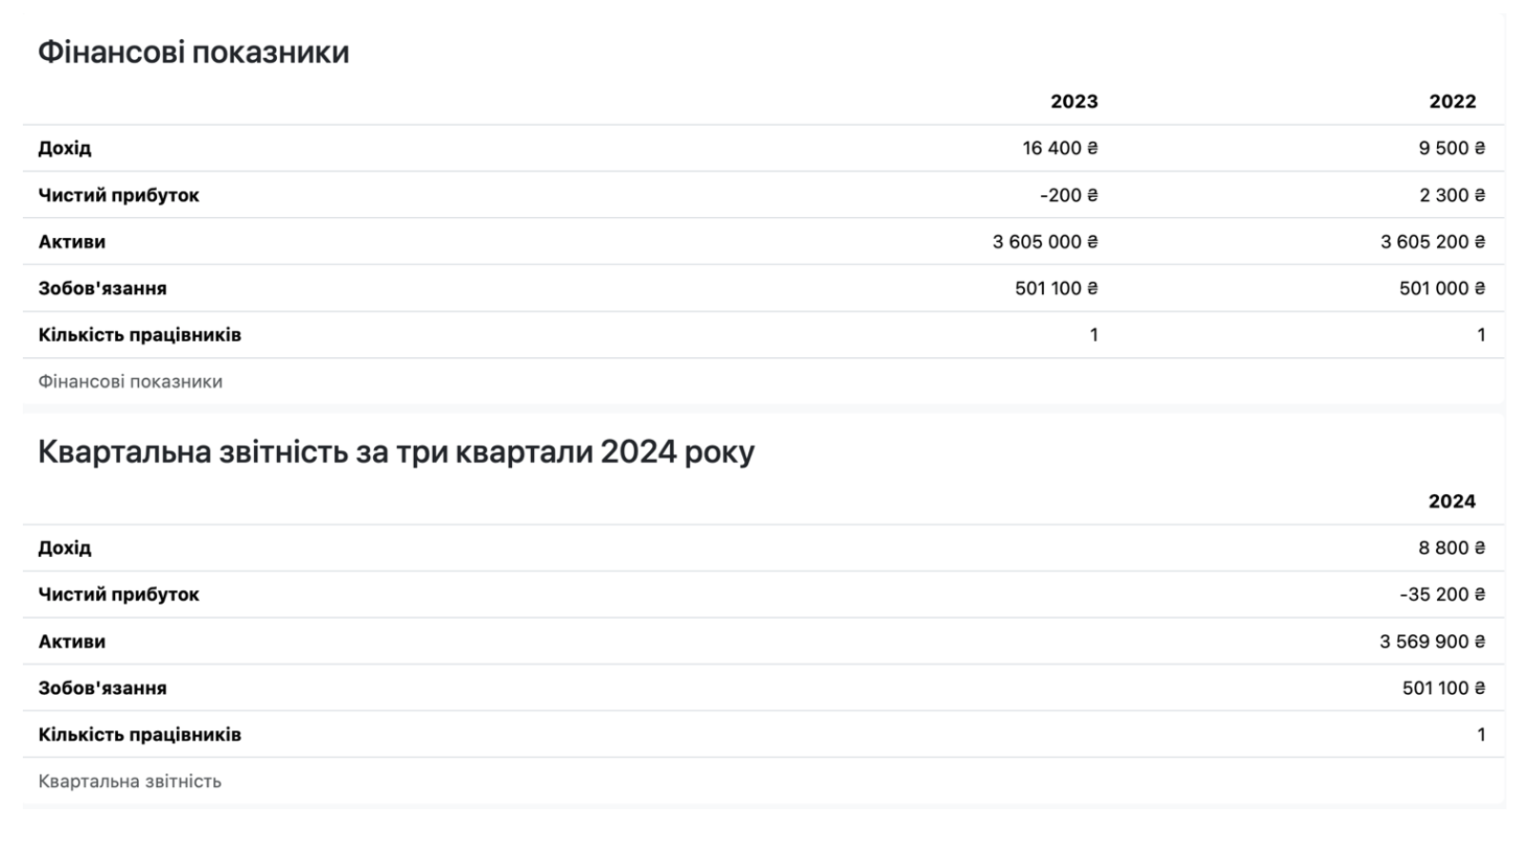 Фінансові показники
2023 2022
Дохід 16 400 ₴ 9 500 ₴
Чистий прибуток -200 ₴ 2 300 ₴
Активи 3 605 000 ₴ 3 605 200 ₴
Зобов'язання 501 100 ₴ 501 000 ₴
Кількість працівників 1 1
Фінансові показники
Квартальна звітність за три квартали 2024 року
2024
Дохід 8 800 ₴
Чистий прибуток -35 200 ₴
Активи 3 569 900 ₴
Зобов'язання 501 100 ₴
Кількість працівників 1
Квартальна звітність